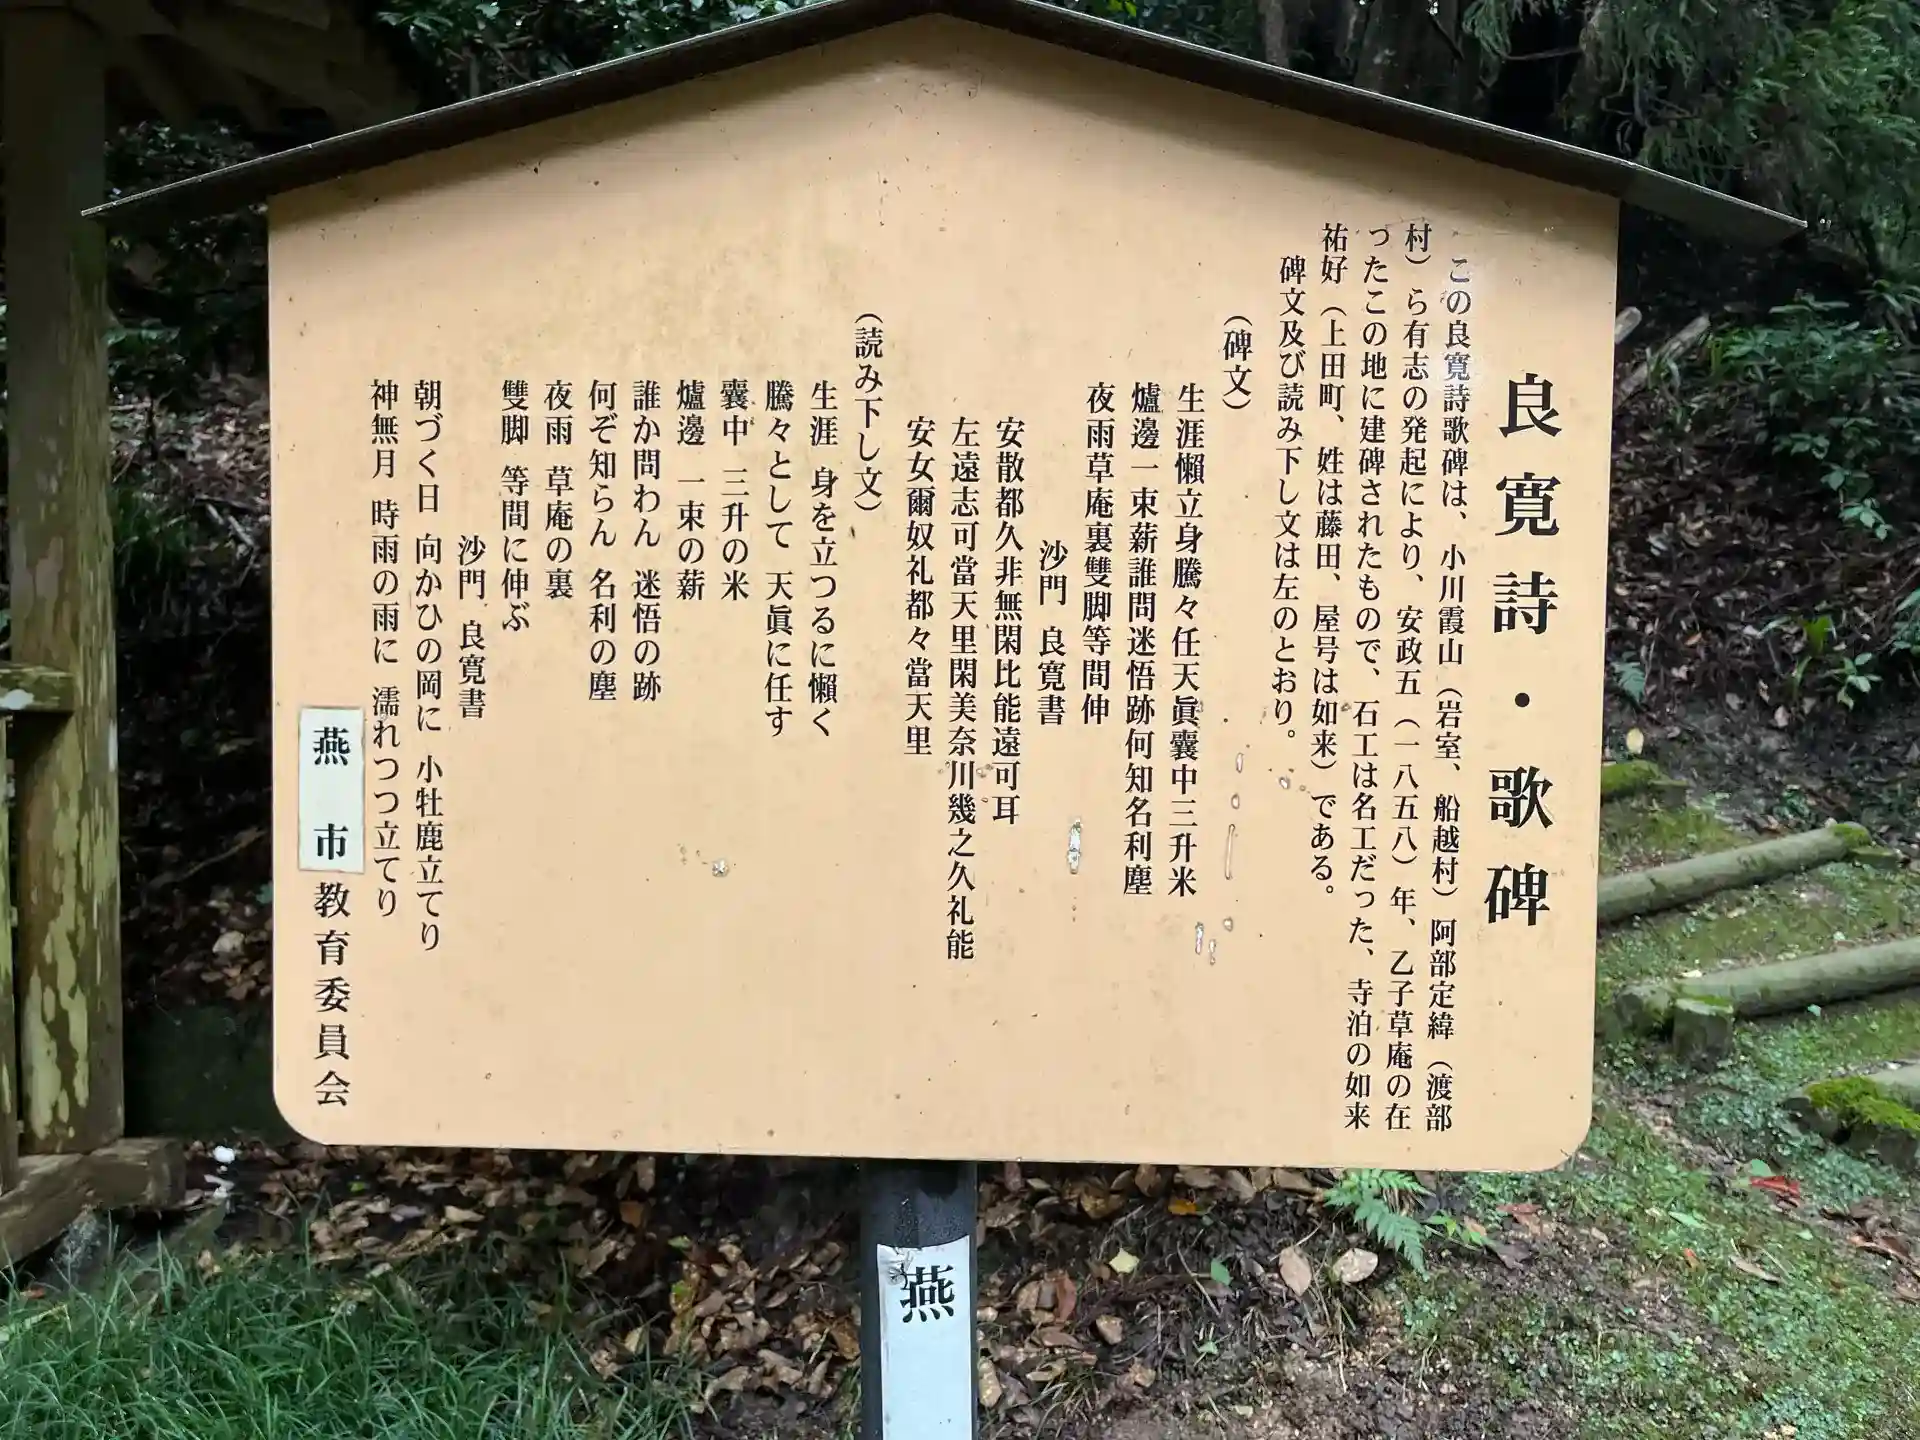 良寛詩・歌碑
この良寛詩歌碑は、小川霞山（岩室、船越村）阿部定緯（渡部
村）ら有志の発起により、安政五（一八五八）年、乙子草庵の在
ったこの地に建碑されたもので、石工は名工だった、寺泊の如来
祐好（上田町、姓は藤田、屋号は如来）である。
碑文及び読み下し文は左のとおり。
（碑文）
生涯懶立身騰々任天眞嚢中三升米
爐邊一束薪誰問迷悟跡何知名利塵
夜雨草庵裏雙脚等間伸
沙門 良寛書
安散都久非無閑比能遠可耳
左遠志可當天里閑美奈川幾之久礼能
安女爾奴礼都々當天里
（読み下し文）
生涯 身を立つるに懶く
騰々として 天眞に任す
嚢中 三升の米
爐邊 一束の薪
誰か問わん 迷悟の跡
何ぞ知らん 名利の塵
夜雨 草庵の裏
雙脚 等間に伸ぶ
沙門 良寛書
朝づく日 向かひの岡に 小牡鹿立てり
神無月 時雨の雨に 濡れつつ立てり
燕市教育委員会
燕